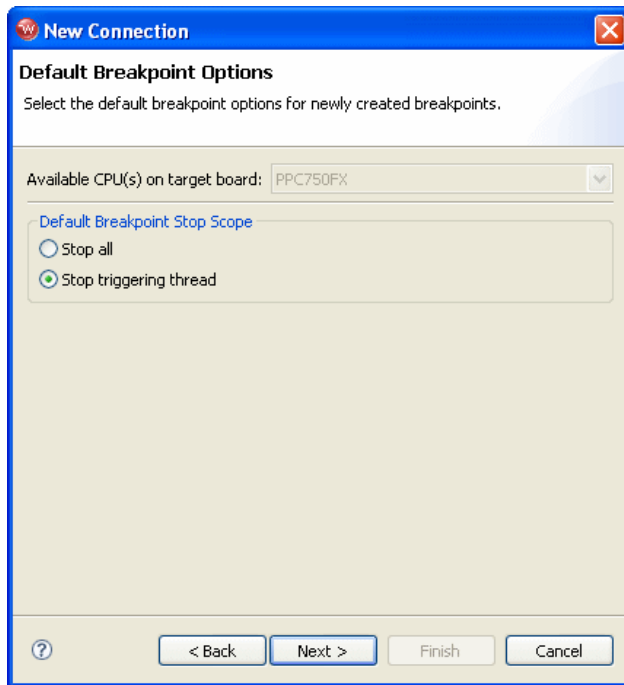 New Connection
Default Breakpoint Options
Select the default breakpoint options for newly created breakpoints.
Available CPU(s) on target board: PPC750FX
Default Breakpoint Stop Scope
Stop all
Stop triggering thread
? < Back Next > Finish Cancel